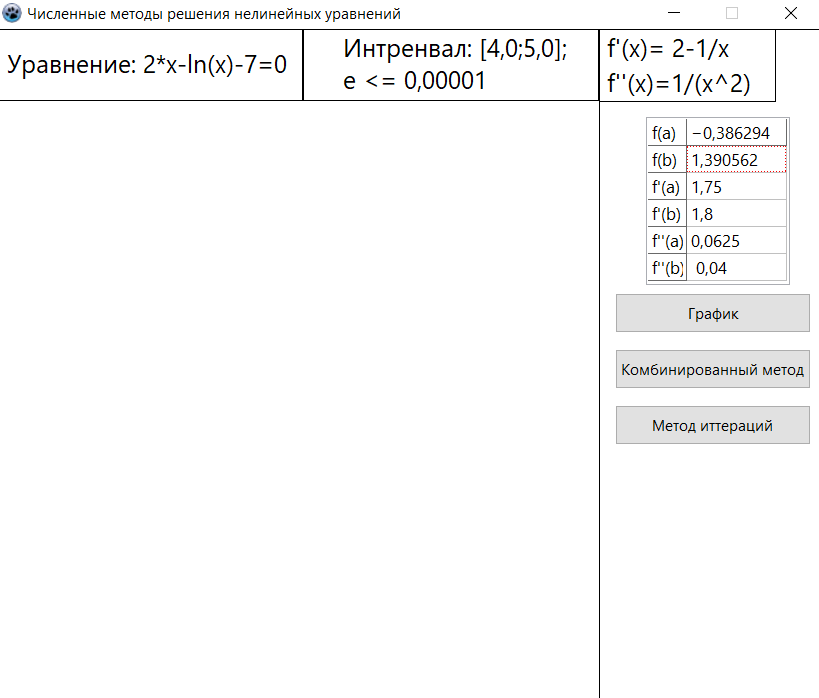 Численные методы решения нелинейных уравнений
Уравнение: 2*x-ln(x)-7=0
Интренвал: [4,0;5,0];
e <= 0,00001
f'(x)= 2-1/x
f''(x)=1/(x^2)
f(a) −0,386294
f(b) 1,390562
f'(a) 1,75
f'(b) 1,8
f''(a) 0,0625
f''(b) 0,04
График
Комбинированный метод
Метод иттераций